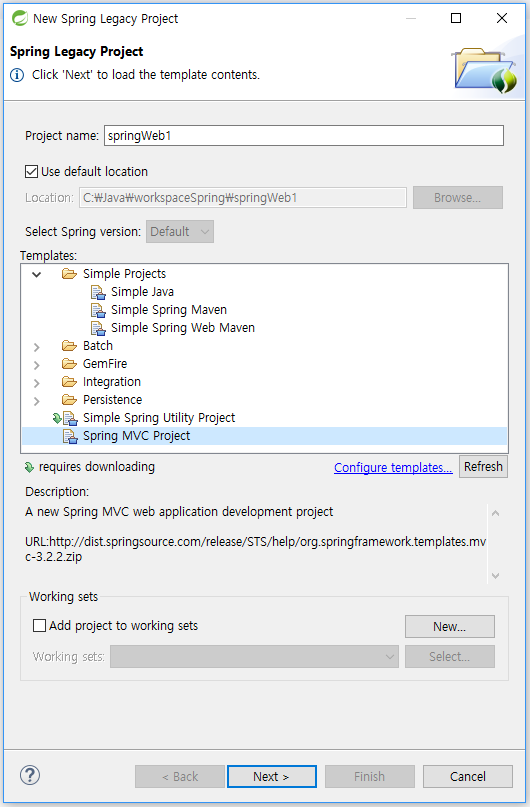 New Spring Legacy Project
Spring Legacy Project
Click 'Next' to load the template contents.
Project name: springWeb1
Use default location
Location: C:₩Java₩workspaceSpring₩springWeb1 Browse...
Select Spring version: Default
Templates:
Simple Projects
Simple Java
Simple Spring Maven
Simple Spring Web Maven
Batch
GemFire
Integration
Persistence
Simple Spring Utility Project
Spring MVC Project
requires downloading Configure templates... Refresh
Description:
A new Spring MVC web application development project
URL:http://dist.springsource.com/release/STS/help/org.springframework.templates.mv
c-3.2.2.zip
Working sets
Add project to working sets New...
Working sets: Select...
? < Back Next > Finish Cancel